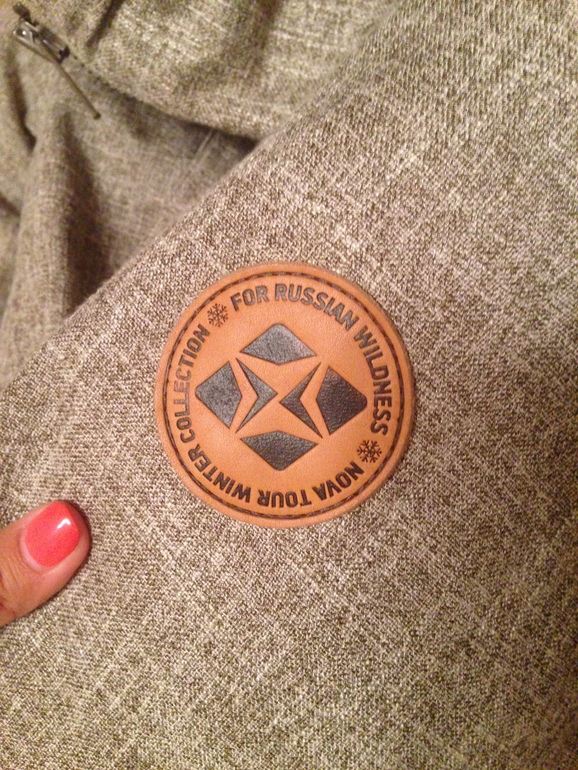 FOR RUSSIAN WILDNESS
NOVA TOUR WINTER COLLECTION